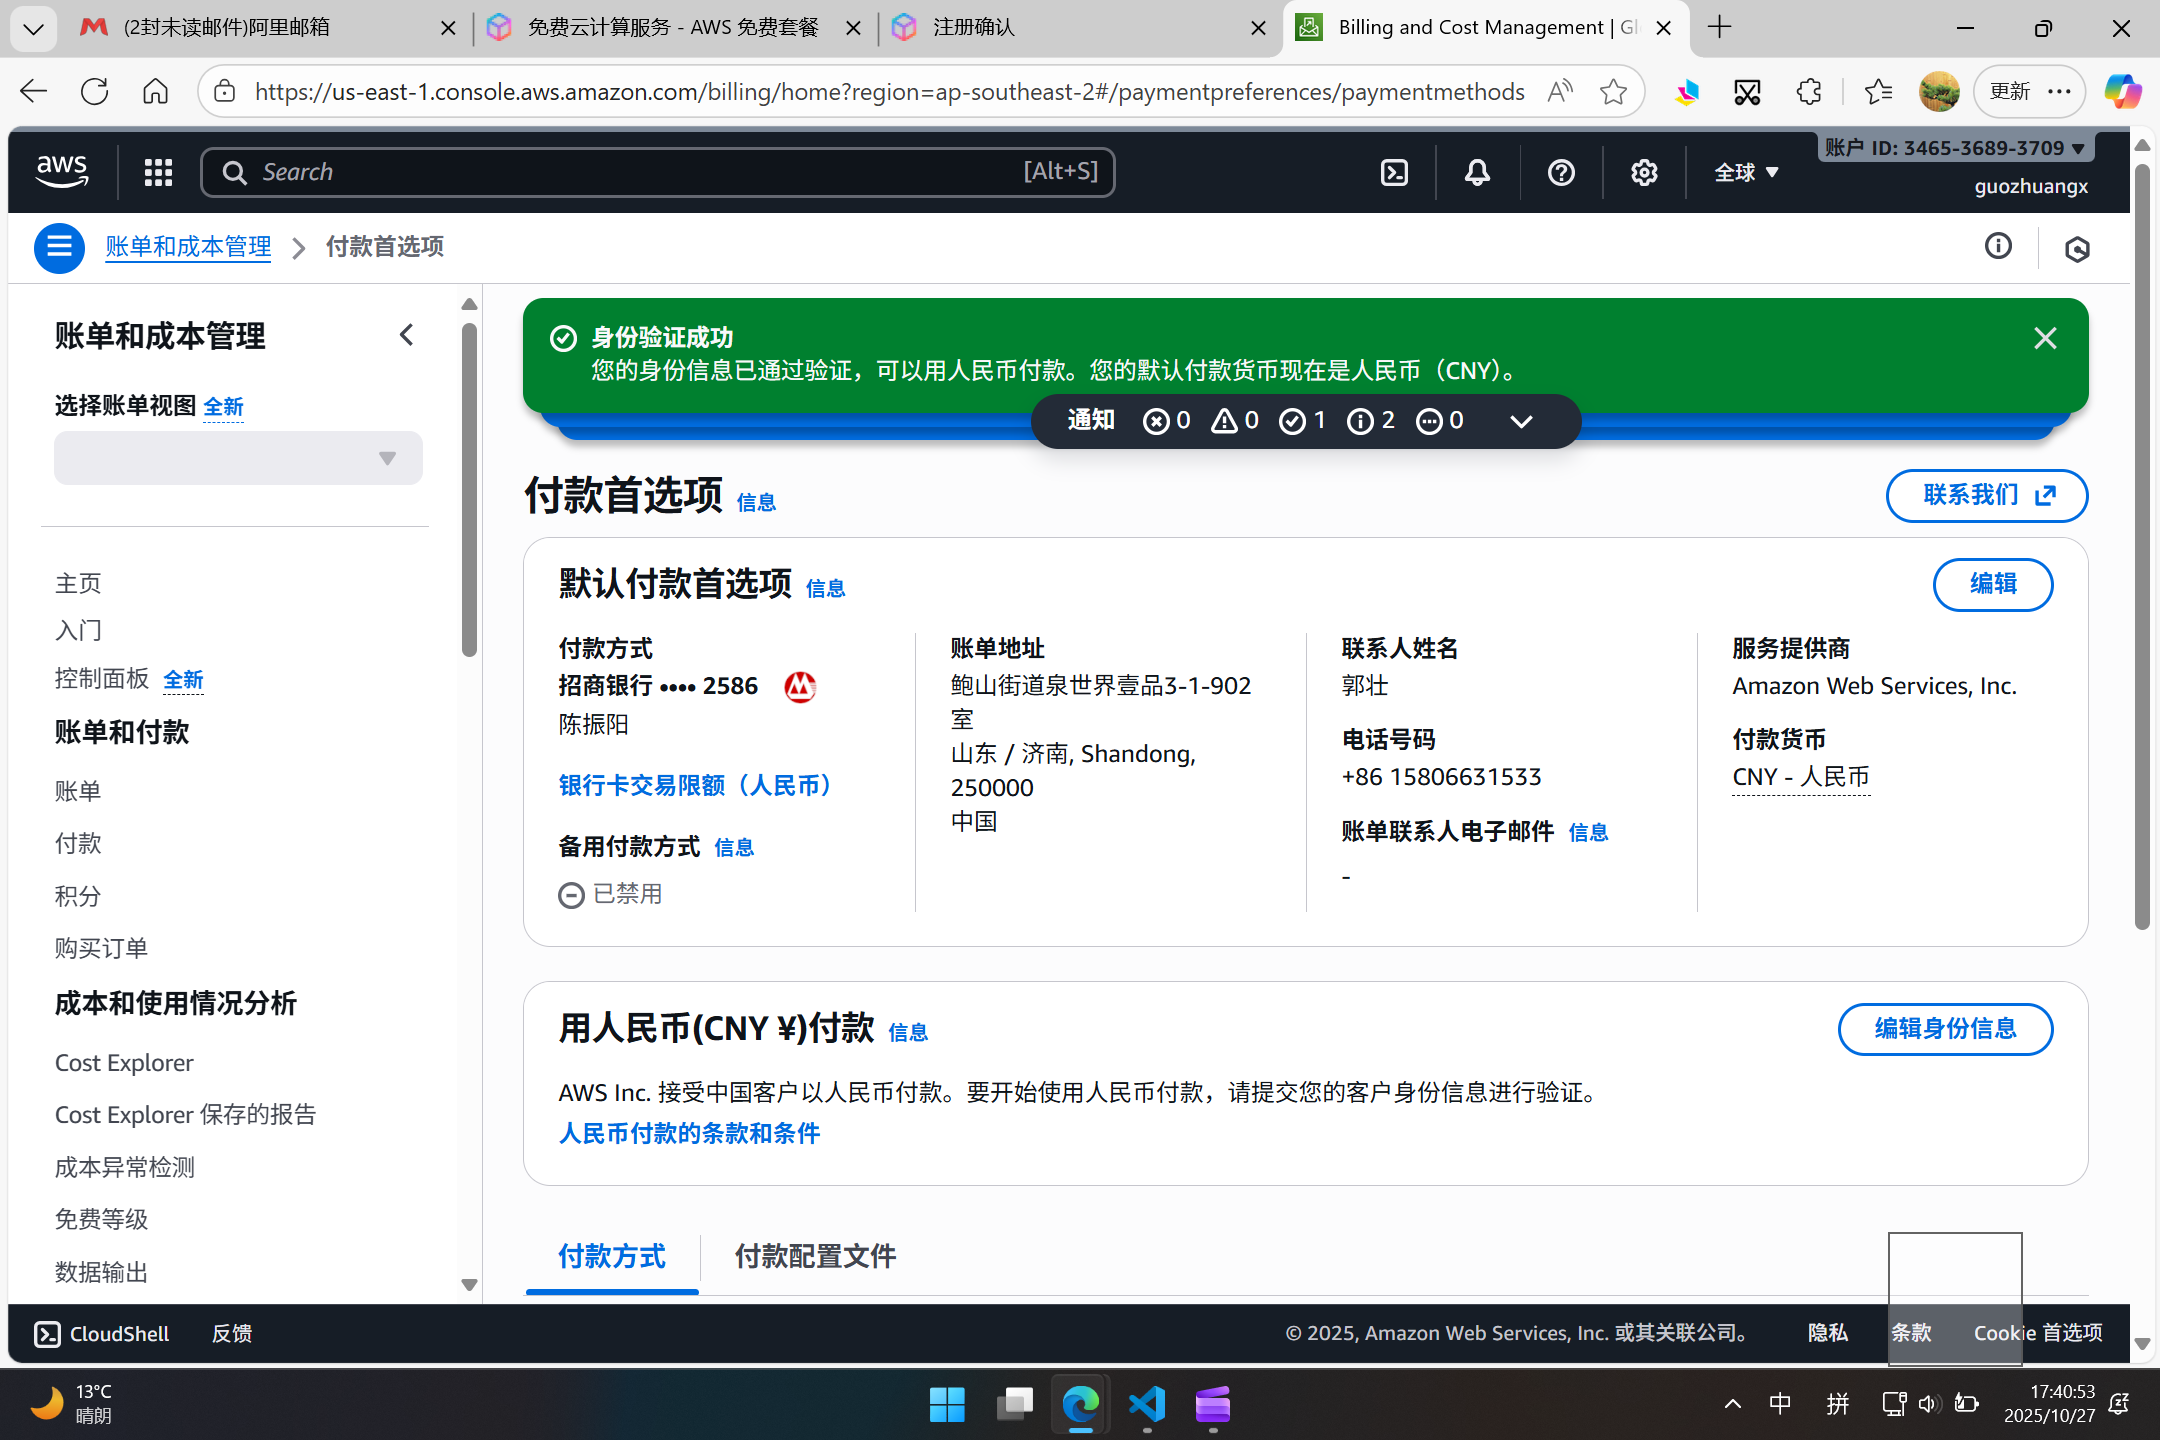 (2封未读邮件)阿里邮箱
免费云计算服务 - AWS 免费套餐
注册确认
Billing and Cost Management | Gl
https://us-east-1.console.aws.amazon.com/billing/home?region=ap-southeast-2#/paymentpreferences/paymentmethods
更新
aws
Search
[Alt+S]
全球
账户 ID: 3465-3689-3709
guozhuangx
账单和成本管理
付款首选项
账单和成本管理
选择账单视图 全新
主页
入门
控制面板 全新
账单和付款
账单
付款
积分
购买订单
成本和使用情况分析
Cost Explorer
Cost Explorer 保存的报告
成本异常检测
免费等级
数据输出
身份验证成功
您的身份信息已通过验证，可以用人民币付款。您的默认付款货币现在是人民币（CNY）。
通知 0 0 1 2 0
付款首选项 信息
联系我们
默认付款首选项 信息
编辑
付款方式
招商银行 •••• 2586
陈振阳
银行卡交易限额（人民币）
备用付款方式 信息
已禁用
账单地址
鲍山街道泉世界壹品3-1-902
室
山东 / 济南, Shandong,
250000
中国
联系人姓名
郭壮
电话号码
+86 15806631533
账单联系人电子邮件 信息
-
服务提供商
Amazon Web Services, Inc.
付款货币
CNY - 人民币
用人民币(CNY ¥)付款 信息
编辑身份信息
AWS Inc. 接受中国客户以人民币付款。要开始使用人民币付款，请提交您的客户身份信息进行验证。
人民币付款的条款和条件
付款方式
付款配置文件
CloudShell
反馈
© 2025, Amazon Web Services, Inc. 或其关联公司。
隐私
条款
Cookie 首选项
13°C
晴朗
中
拼
17:40:53
2025/10/27